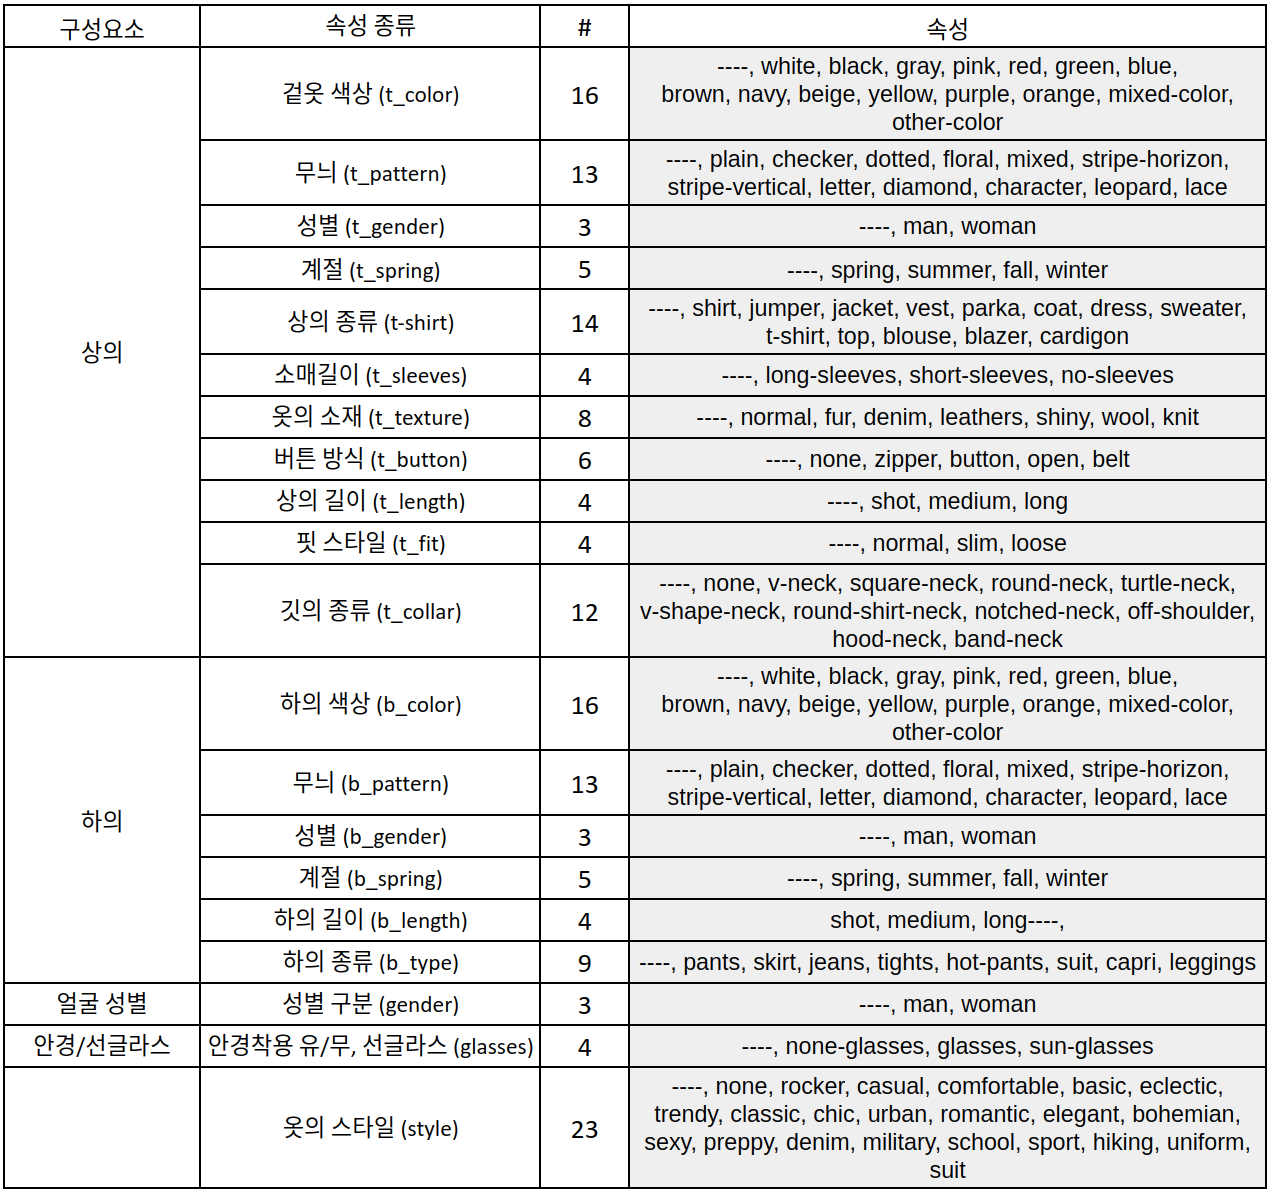 구성요소 속성 종류 # 속성
상의
겉옷 색상 (t_color) 16 ----, white, black, gray, pink, red, green, blue,
brown, navy, beige, yellow, purple, orange, mixed-color,
other-color
무늬 (t_pattern) 13 ----, plain, checker, dotted, floral, mixed, stripe-horizon,
stripe-vertical, letter, diamond, character, leopard, lace
성별 (t_gender) 3 ----, man, woman
계절 (t_spring) 5 ----, spring, summer, fall, winter
상의 종류 (t-shirt) 14 ----, shirt, jumper, jacket, vest, parka, coat, dress, sweater,
t-shirt, top, blouse, blazer, cardigon
소매길이 (t_sleeves) 4 ----, long-sleeves, short-sleeves, no-sleeves
옷의 소재 (t_texture) 8 ----, normal, fur, denim, leathers, shiny, wool, knit
버튼 방식 (t_button) 6 ----, none, zipper, button, open, belt
상의 길이 (t_length) 4 ----, shot, medium, long
핏 스타일 (t_fit) 4 ----, normal, slim, loose
깃의 종류 (t_collar) 12 ----, none, v-neck, square-neck, round-neck, turtle-neck,
v-shape-neck, round-shirt-neck, notched-neck, off-shoulder,
hood-neck, band-neck
하의
하의 색상 (b_color) 16 ----, white, black, gray, pink, red, green, blue,
brown, navy, beige, yellow, purple, orange, mixed-color,
other-color
무늬 (b_pattern) 13 ----, plain, checker, dotted, floral, mixed, stripe-horizon,
stripe-vertical, letter, diamond, character, leopard, lace
성별 (b_gender) 3 ----, man, woman
계절 (b_spring) 5 ----, spring, summer, fall, winter
하의 길이 (b_length) 4 shot, medium, long----,
하의 종류 (b_type) 9 ----, pants, skirt, jeans, tights, hot-pants, suit, capri, leggings
얼굴 성별 성별 구분 (gender) 3 ----, man, woman
안경/선글라스 안경착용 유/무, 선글라스 (glasses) 4 ----, none-glasses, glasses, sun-glasses
옷의 스타일 (style) 23 ----, none, rocker, casual, comfortable, basic, eclectic,
trendy, classic, chic, urban, romantic, elegant, bohemian,
sexy, preppy, denim, military, school, sport, hiking, uniform,
suit